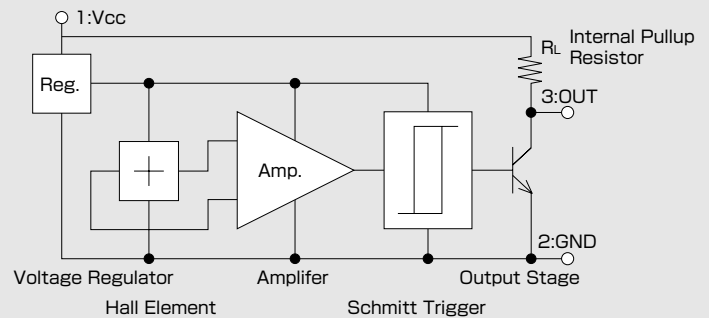 1:Vcc
RL
Internal Pullup
Resistor
Reg.
3:OUT
Amp.
2:GND
Voltage Regulator
Amplifer
Output Stage
Hall Element
Schmitt Trigger